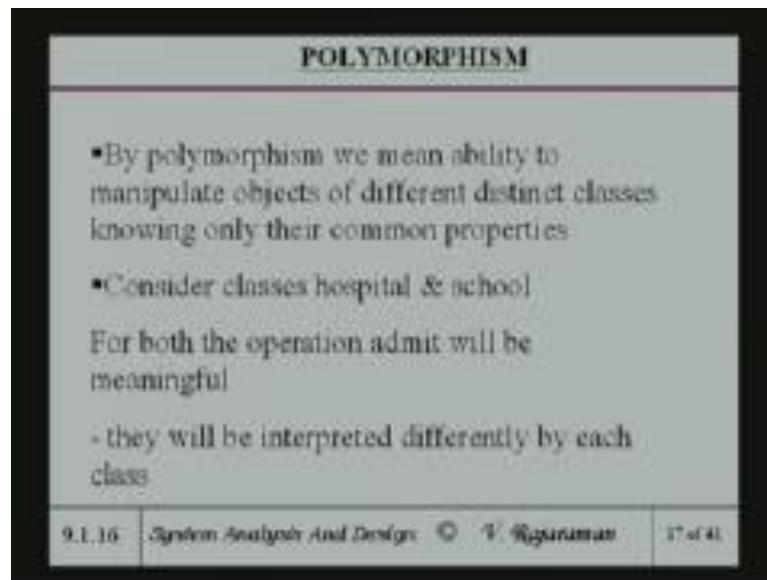 POLYMORPHISM
▪By polymorphism we mean ability to
manipulate objects of different distinct classes
knowing only their common properties
▪Consider classes hospital & school
For both the operation admit will be
meaningful
- they will be interpreted differently by each
class
9.1.16 System Analysis And Design © V. Rajaraman 17 of 41